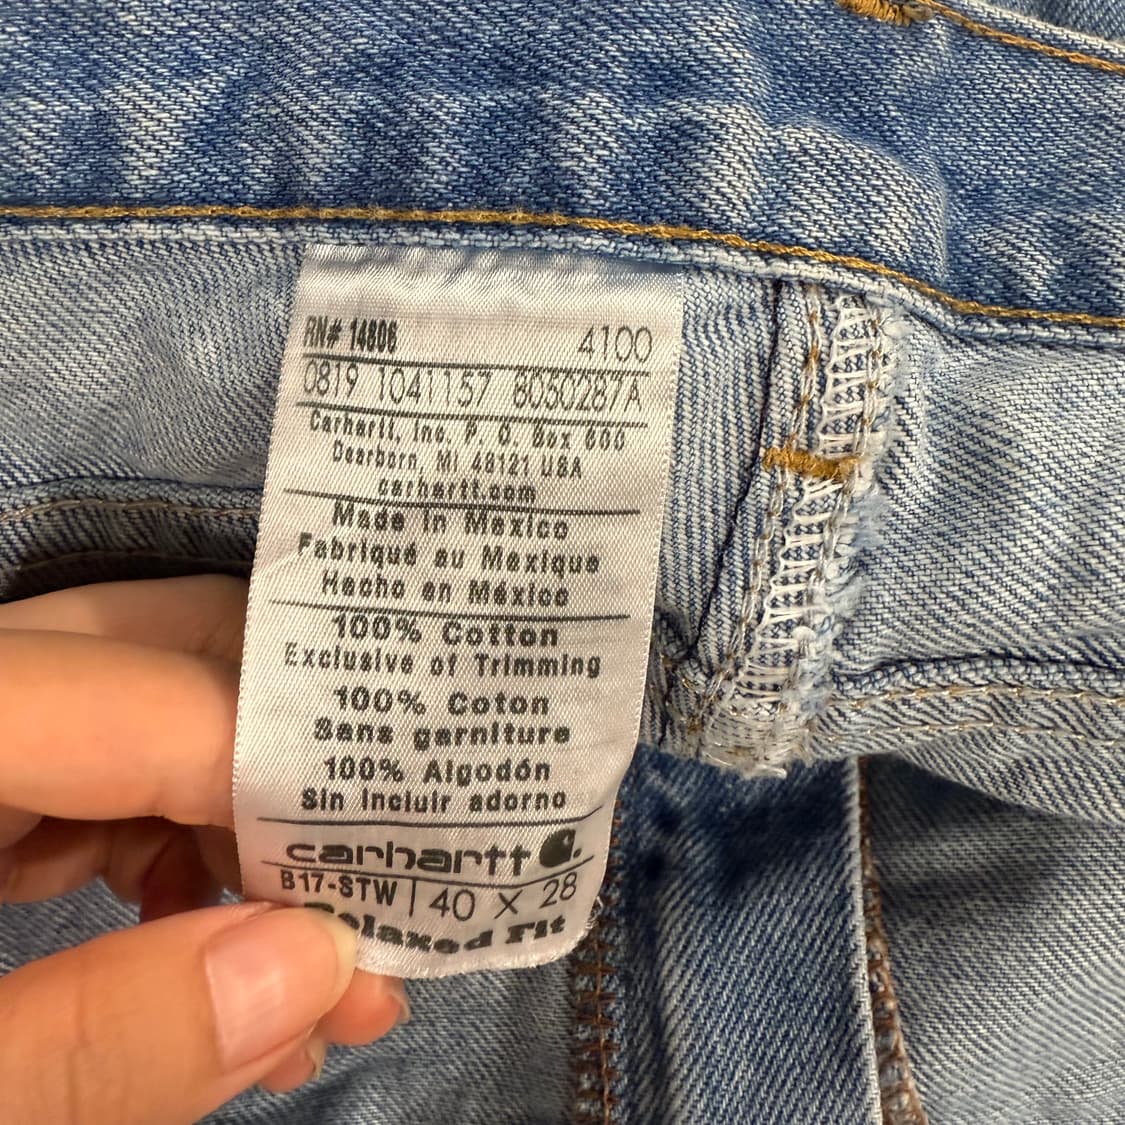 RN# 14806 4100
0819 1041157 B050287A
Carhartt, Inc. P. O. Box 600
Dearborn, MI 48121 USA
carhartt.com
Made in Mexico
Fabriqué au Mexique
Hecho en México
100% Cotton
Exclusive of Trimming
100% Coton
Sans garniture
100% Algodón
Sin incluir adorno
carhartt
B17-STW | 40 X 28
Relaxed Fit